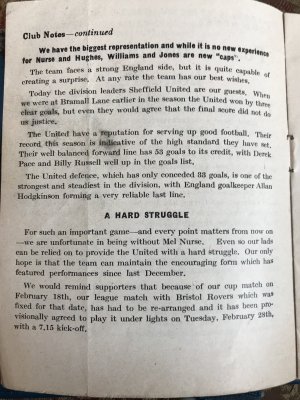 Club Notes—continued
We have the biggest representation and while it is no new experience
for Nurse and Hughes, Williams and Jones are new "caps".
The team faces a strong England side, but it is quite capable of
creating a surprise. At any rate the team has our best wishes.
Today the division leaders Sheffield United are our guests. When
we were at Bramall Lane earlier in the season the United won by three
clear goals, but even they would agree that the final score did not do
us justice.
The United have a reputation for serving up good football. Their
record this season is indicative of the high standard they have set.
Their well balanced forward line has 53 goals to its credit, with Derek
Pace and Billy Russell well up in the goals list.
The United defence, which has only conceded 33 goals, is one of the
strongest and steadiest in the division, with England goalkeeper Allan
Hodgkinson forming a very reliable last line.
A HARD STRUGGLE
For such an important game—and every point matters from now on
—we are unfortunate in being without Mel Nurse. Even so our lads
can be relied on to provide the United with a hard struggle. Our only
hope is that the team can maintain the encouraging form which has
featured performances since last December.
We would remind supporters that because of our cup match on
February 18th, our league match with Bristol Rovers which was
fixed for that date, has had to be re-arranged and it has been pro-
visionally agreed to play it under lights on Tuesday, February 28th,
with a 7.15 kick-off.